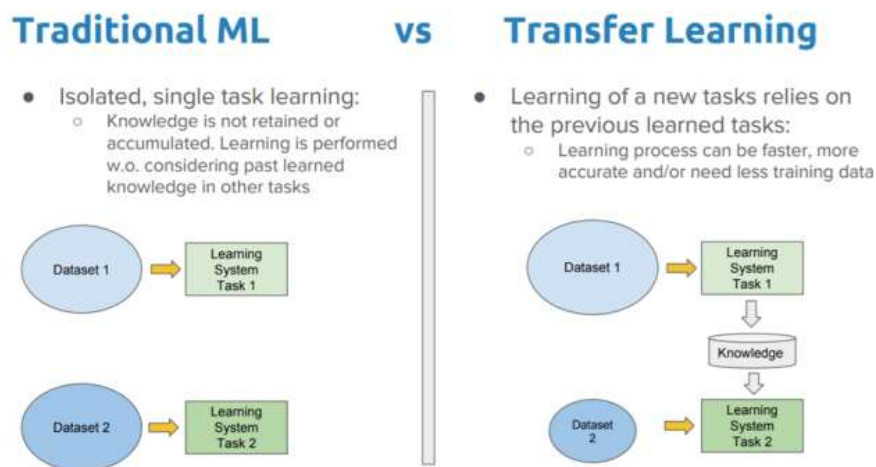 Traditional ML vs Transfer Learning
● Isolated, single task learning:
○ Knowledge is not retained or
accumulated. Learning is performed
w.o. considering past learned
knowledge in other tasks
Dataset 1
Learning
System
Task 1
Dataset 2
Learning
System
Task 2
● Learning of a new tasks relies on
the previous learned tasks:
○ Learning process can be faster, more
accurate and/or need less training data
Dataset 1
Learning
System
Task 1
Knowledge
Dataset
2
Learning
System
Task 2